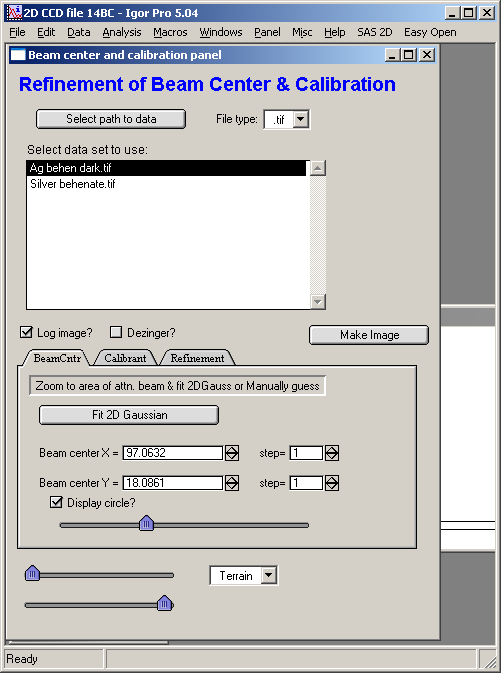 2D CCD file 14BC - Igor Pro 5.04
File Edit Data Analysis Macros Windows Panel Misc Help SAS 2D Easy Open
Beam center and calibration panel
Refinement of Beam Center & Calibration
Select path to data File type: .tif
Select data set to use:
Ag behen dark.tif
Silver behenate.tif
Log image? Dezinger? Make Image
BeamCntr Calibrant Refinement
Zoom to area of attn. beam & fit 2DGauss or Manually guess
Fit 2D Gaussian
Beam center X = 97.0632 step= 1
Beam center Y = 18.0861 step= 1
Display circle?
Terrain
Ready